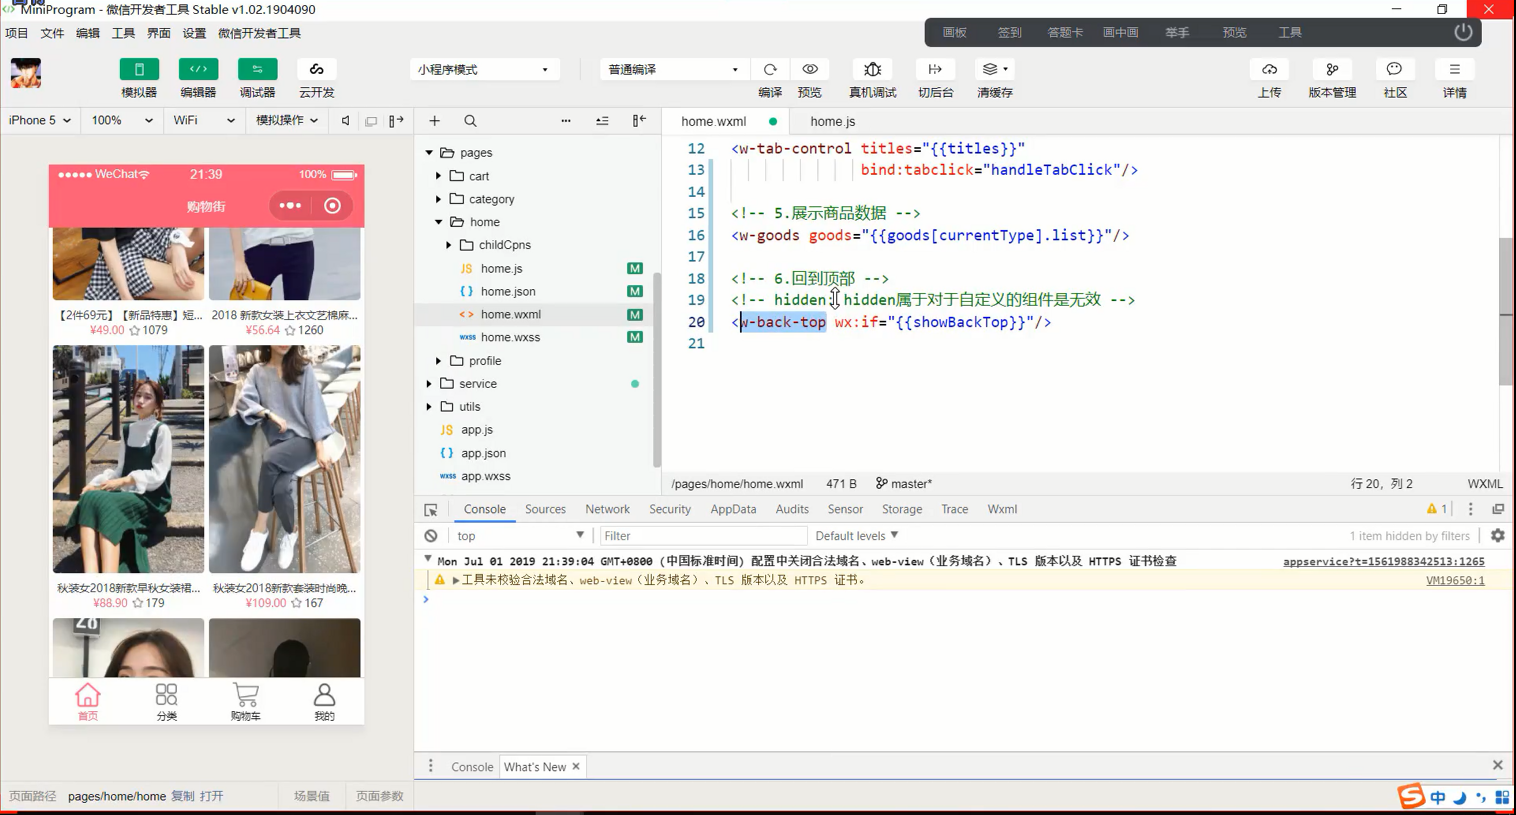 MiniProgram - 微信开发者工具 Stable v1.02.1904090
项目 文件 编辑 工具 界面 设置 微信开发者工具
画板 签到 答题卡 画中画 举手 预览 工具
小程序模式 普通编译
模拟器 编辑器 调试器 云开发 编译 预览 真机调试 切后台 清缓存 上传 版本管理 社区 详情
iPhone 5 100% WiFi 模拟操作
home.wxml home.js
WeChat 21:39 100%
购物街
【2件69元】【新品特惠】短... 2018 新款女装上衣文艺棉麻...
¥49.00 1079 ¥56.64 1260
秋装女2018新款早秋女装裙... 秋装女2018新款套装时尚晚...
¥88.90 179 ¥109.00 167
28
首页 分类 购物车 我的
pages
cart
category
home
childCpns
JS home.js M
{ } home.json M
<> home.wxml M
wxss home.wxss M
profile
service
utils
JS app.js
{ } app.json
wxss app.wxss
12 <w-tab-control titles="{{titles}}"
13 bind:tabclick="handleTabClick"/>
14
15 <!-- 5.展示商品数据 -->
16 <w-goods goods="{{goods[currentType].list}}"/>
17
18 <!-- 6.回到顶部 -->
19 <!-- hidden: hidden属于对于自定义的组件是无效 -->
20 <w-back-top wx:if="{{showBackTop}}"/>
21
/pages/home/home.wxml 471 B master* 行 20，列 2 WXML
Console Sources Network Security AppData Audits Sensor Storage Trace Wxml 1
top Filter Default levels 1 item hidden by filters
Mon Jul 01 2019 21:39:04 GMT+0800 (中国标准时间) 配置中关闭合法域名、web-view（业务域名）、TLS 版本以及 HTTPS 证书检查 appservice?t=1561988342513:1265
工具未校验合法域名、web-view（业务域名）、TLS 版本以及 HTTPS 证书。 VM19650:1
Console What's New
页面路径 pages/home/home 复制 打开 场景值 页面参数
S 中